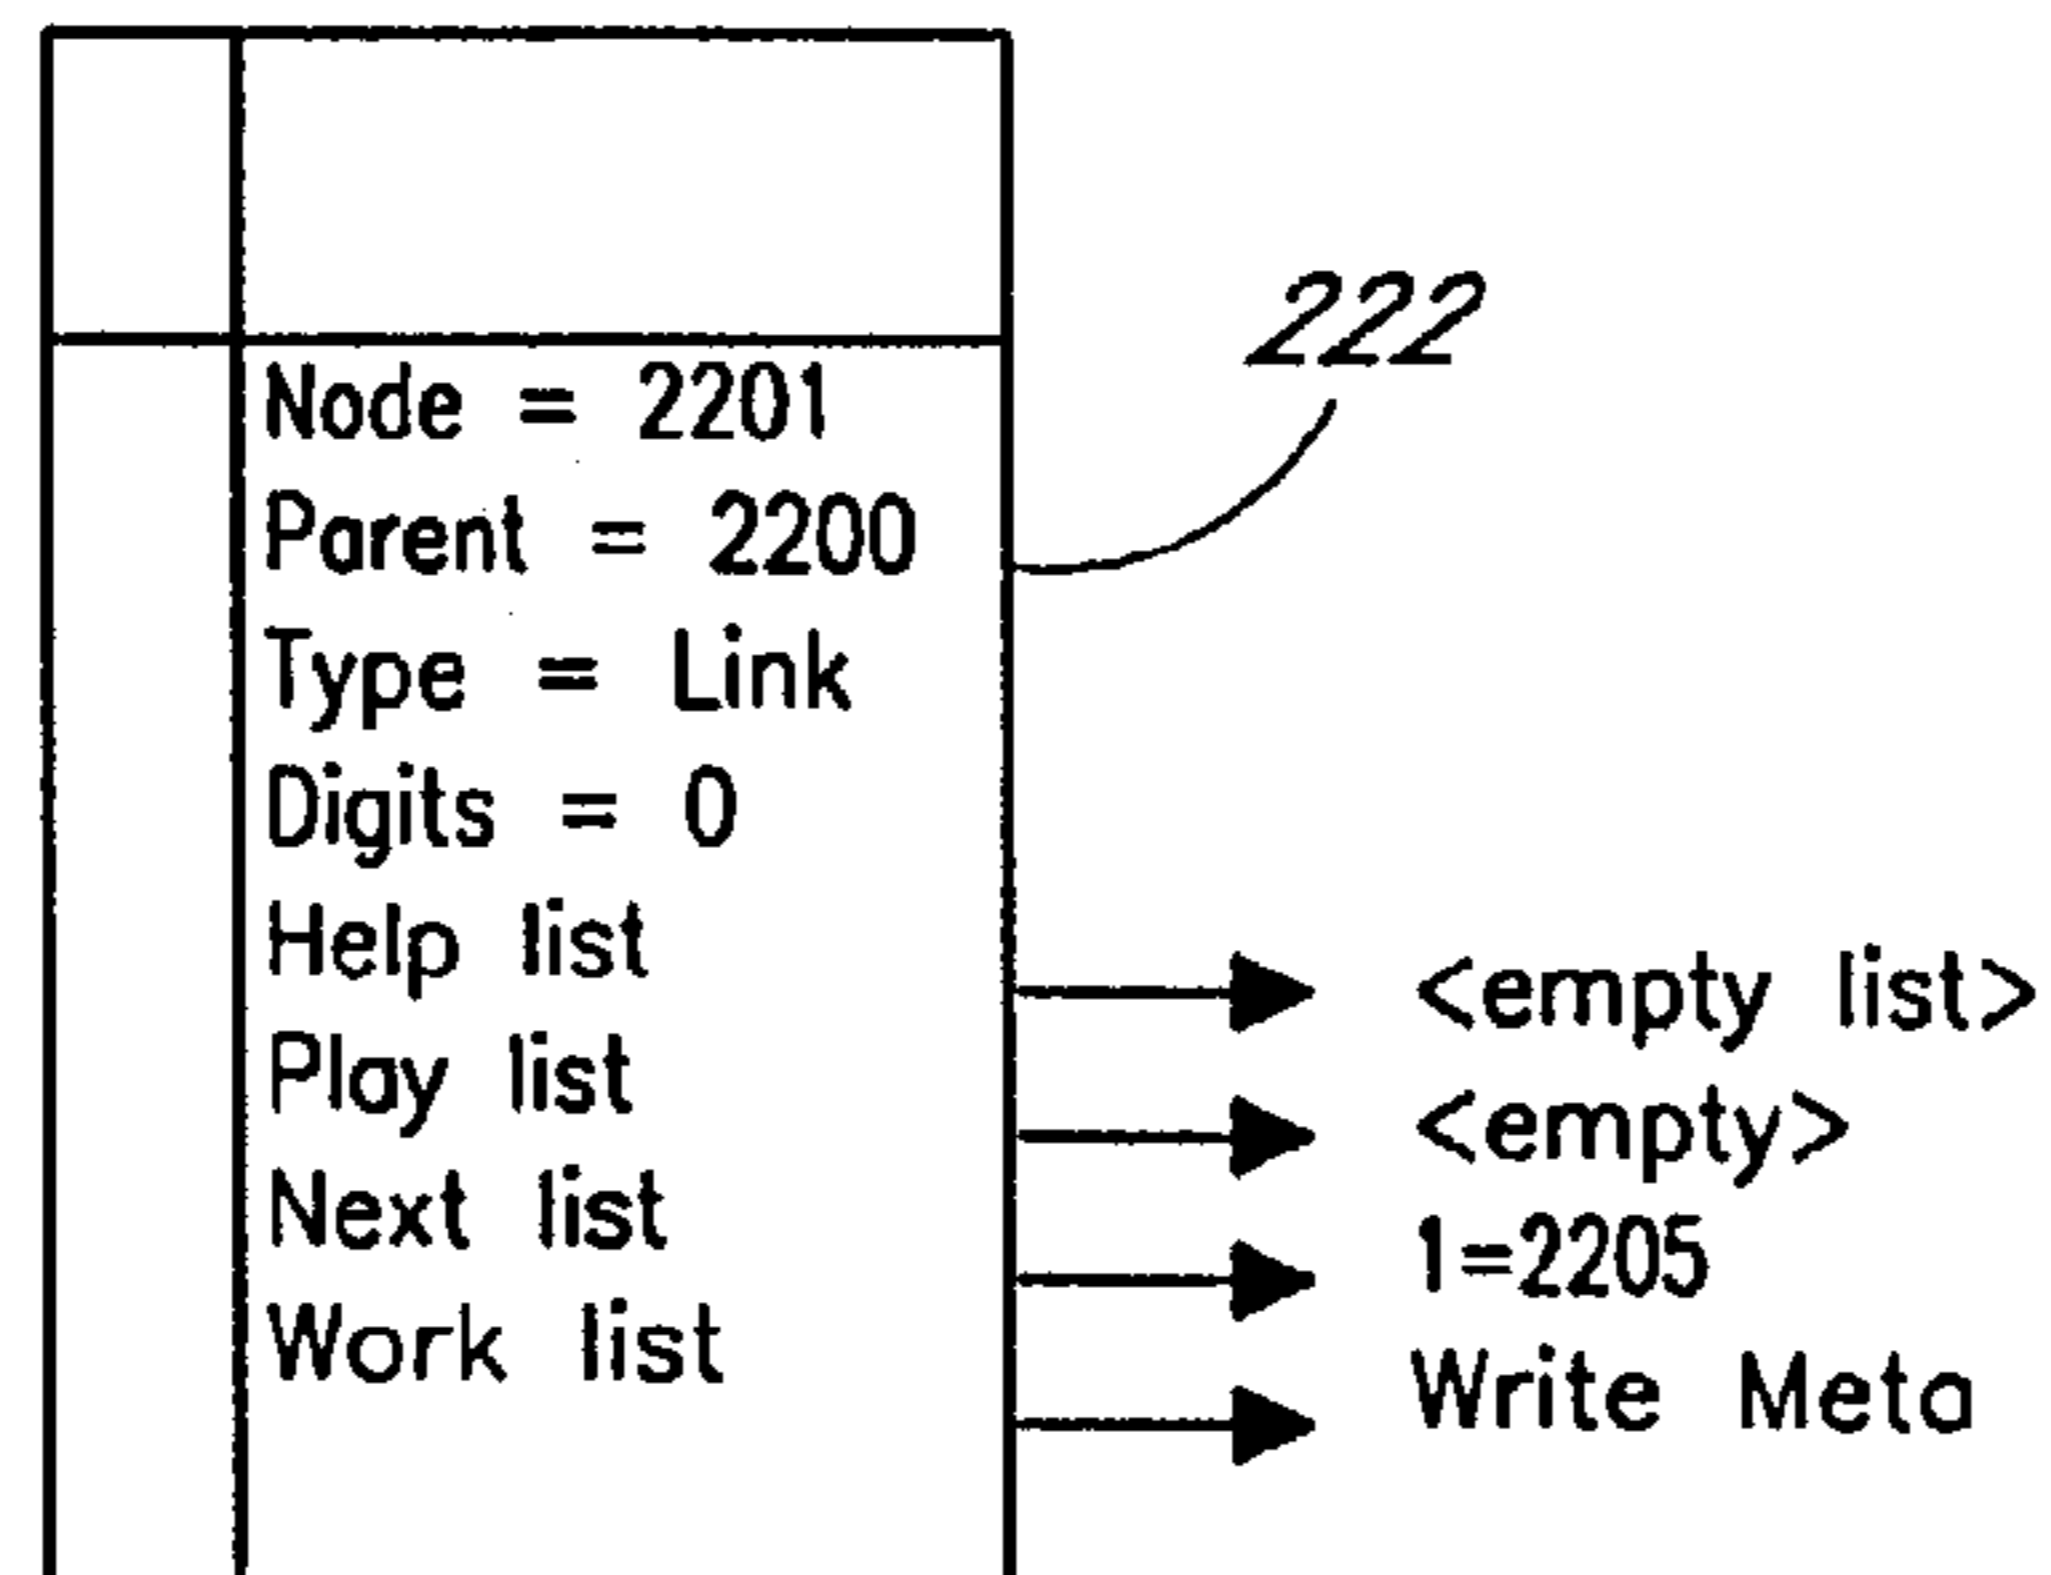 222
Node = 2201
Parent = 2200
Type = Link
Digits = 0
Help list
Play list
Next list
Work list
<empty list>
<empty>
1=2205
Write Meta